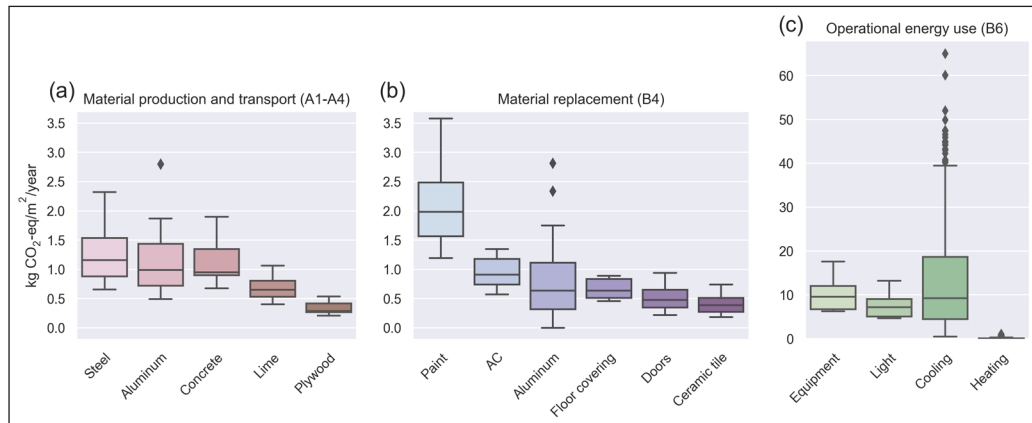 (a) Material production and transport (A1-A4)
kg CO2-eq/m²/year
3.5
3.0
2.5
2.0
1.5
1.0
0.5
0.0
Steel
Aluminum
Concrete
Lime
Plywood
(b) Material replacement (B4)
3.5
3.0
2.5
2.0
1.5
1.0
0.5
0.0
Paint
AC
Aluminum
Floor covering
Doors
Ceramic tile
(c) Operational energy use (B6)
60
50
40
30
20
10
0
Equipment
Light
Cooling
Heating